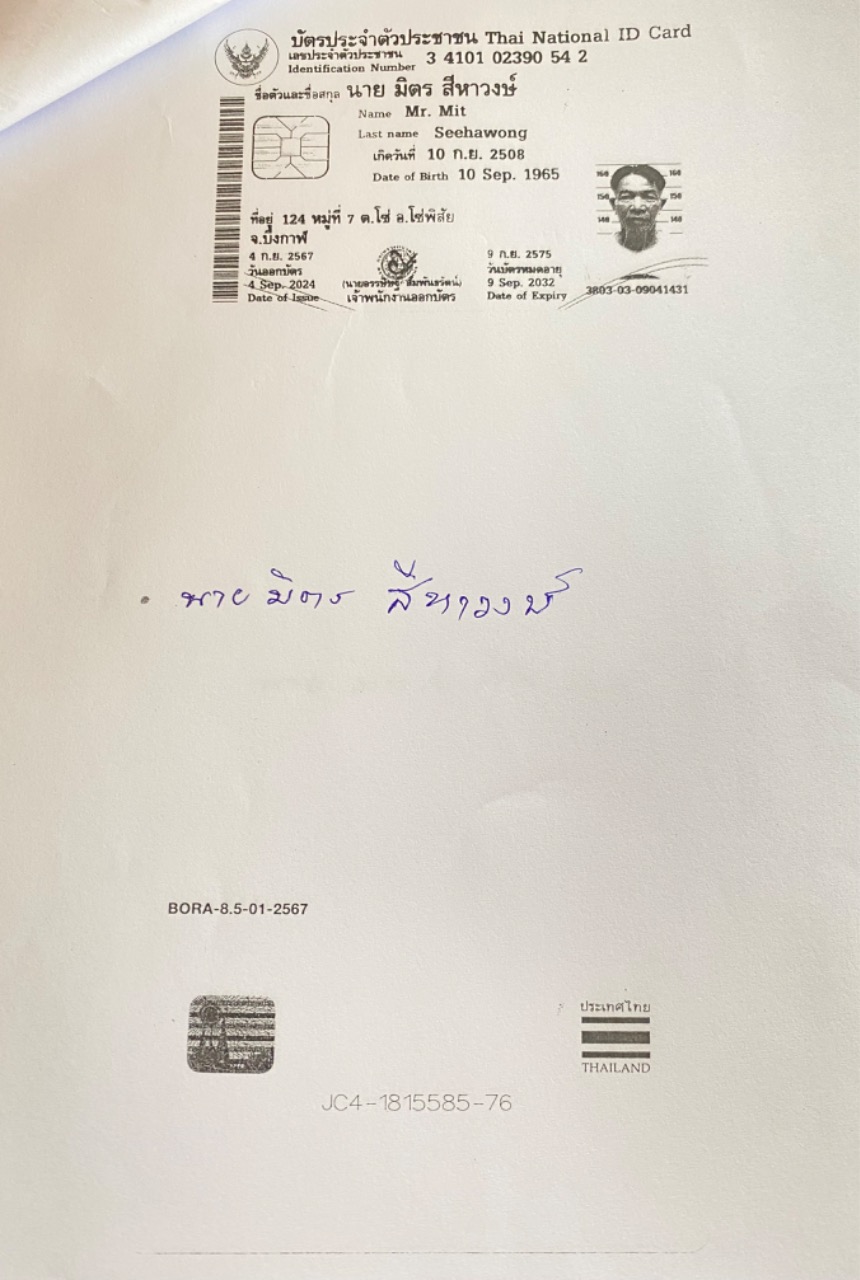 บัตรประจำตัวประชาชน Thai National ID Card
เลขประจำตัวประชาชน
Identification Number 3 4101 02390 54 2
ชื่อตัวและชื่อสกุล นาย มิตร สีหาวงษ์
Name Mr. Mit
Last name Seehawong
เกิดวันที่ 10 ก.ย. 2508
Date of Birth 10 Sep. 1965
160 160
150 150
140 140
ที่อยู่ 124 หมู่ที่ 7 ต.โซ่ อ.โซ่พิสัย
จ.บึงกาฬ
4 ก.ย. 2567
วันออกบัตร
4 Sep. 2024
Date of Issue
เจ้าพนักงานออกบัตร
9 ก.ย. 2575
วันบัตรหมดอายุ
9 Sep. 2032
Date of Expiry
3803-03-09041431
นาย มิตร สีหาวงษ์
BORA-8.5-01-2567
ประเทศไทย
THAILAND
JC4-1815585-76